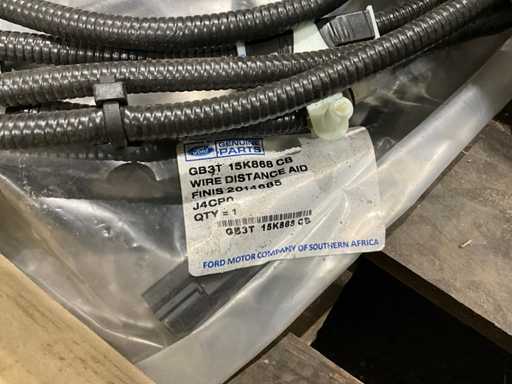 Ford
GENUINE
PARTS
GB3T 15K868 CB
WIRE DISTANCE AID
FINIS 2014985
J4CP0
QTY = 1
GB3T 15K868 CB
FORD MOTOR COMPANY OF SOUTHERN AFRICA